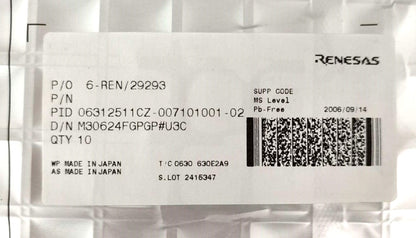 RENESAS
P/O 6-REN/29293
P/N
PID 06312511CZ-007101001-02
D/N M30624FGPGP#U3C
QTY 10
SUPP CODE
MS Level
Pb-Free 2006/09/14
WP MADE IN JAPAN T/C 0630 630E2A9
AS MADE IN JAPAN S.LOT 2416347